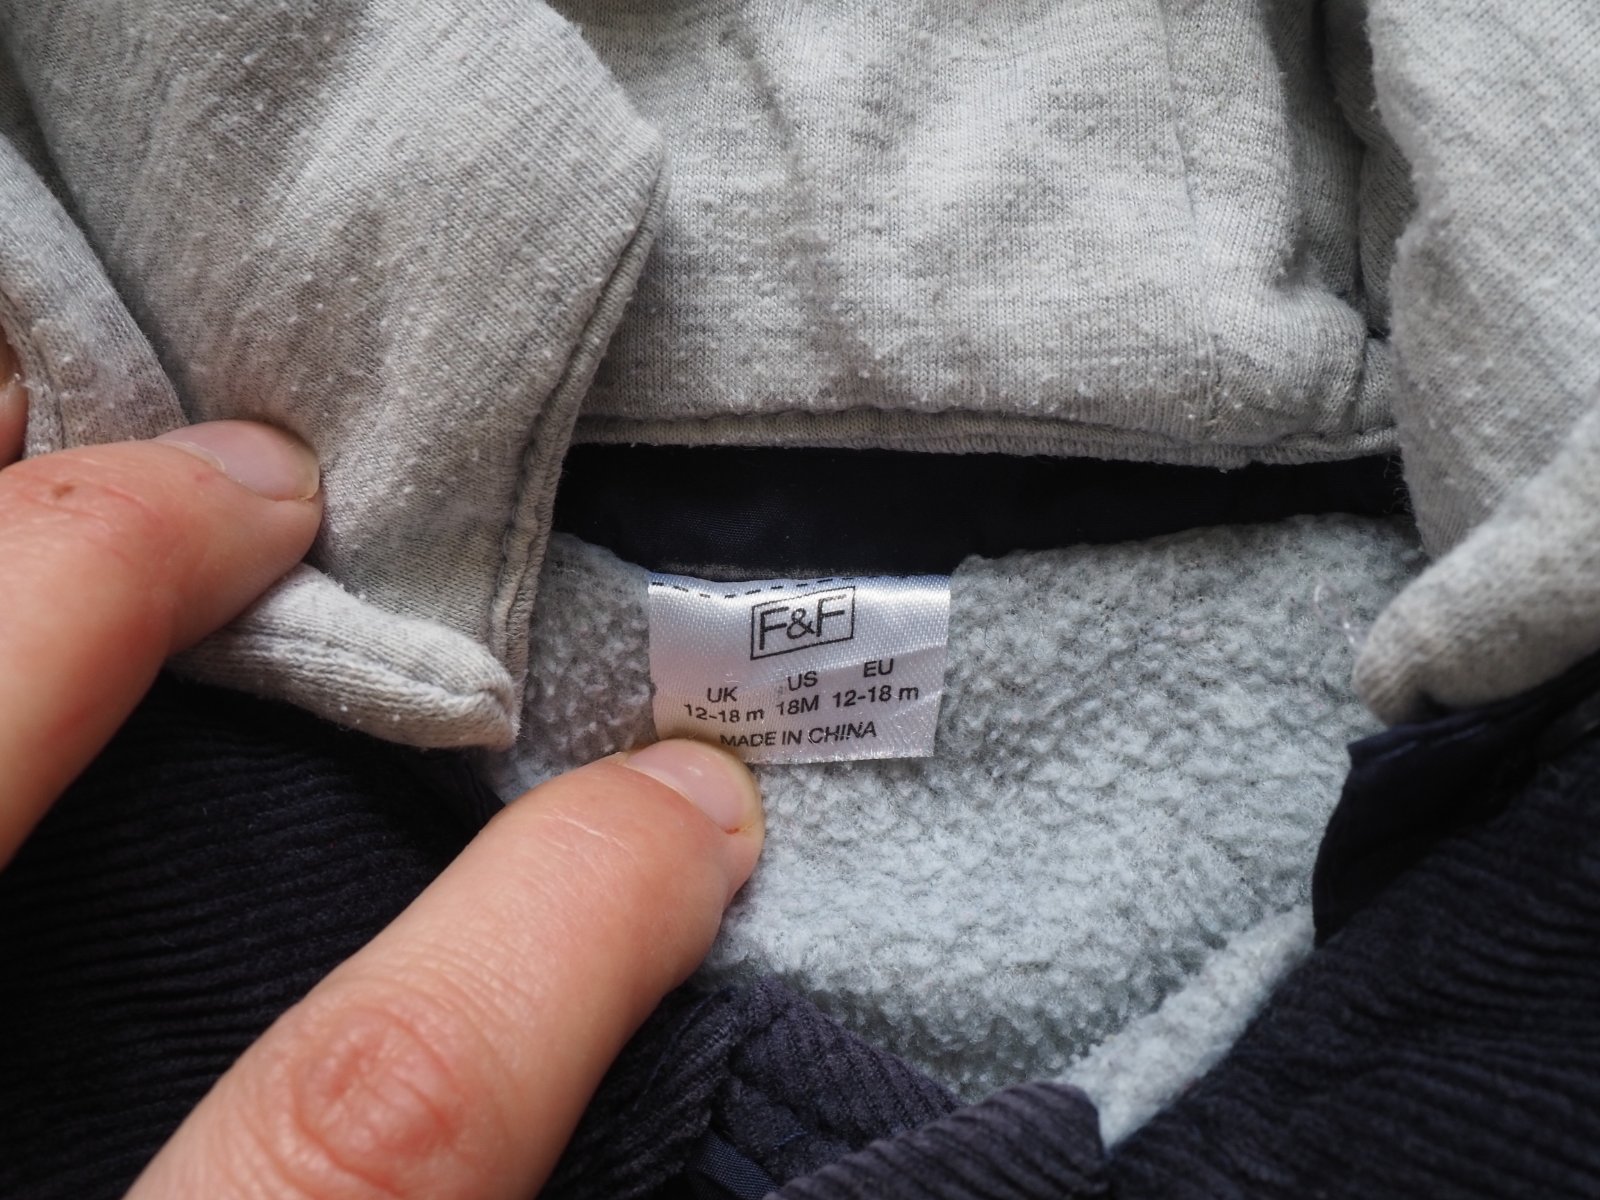 F&F
UK US EU
12-18 m 18M 12-18 m
MADE IN CHINA